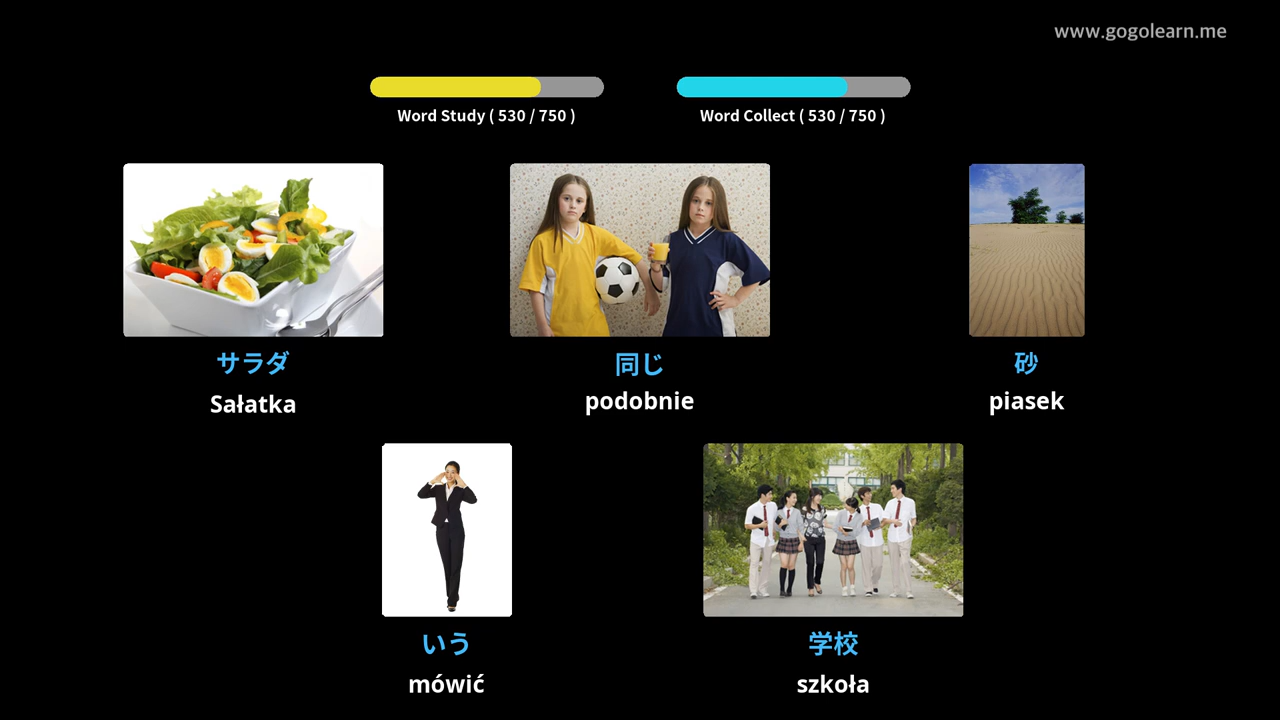 www.gogolearn.me
Word Study ( 530 / 750 )
Word Collect ( 530 / 750 )
サラダ
Sałatka
同じ
podobnie
砂
piasek
いう
mówić
学校
szkoła